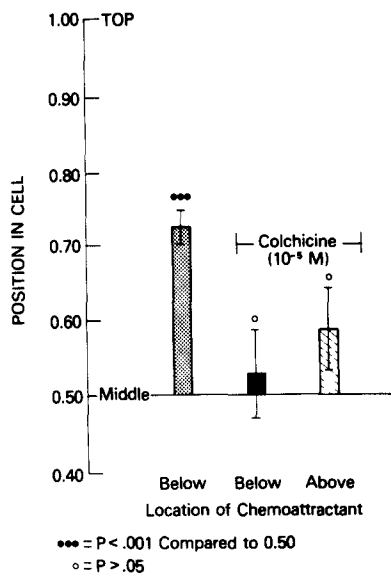 1.00 TOP
0.90
0.80
0.70
0.60
0.50 Middle
0.40
POSITION IN CELL
●●●
Colchicine
(10⁻⁵ M)
○
○
Below Below Above
Location of Chemoattractant
●●● = P < .001 Compared to 0.50
○ = P > .05